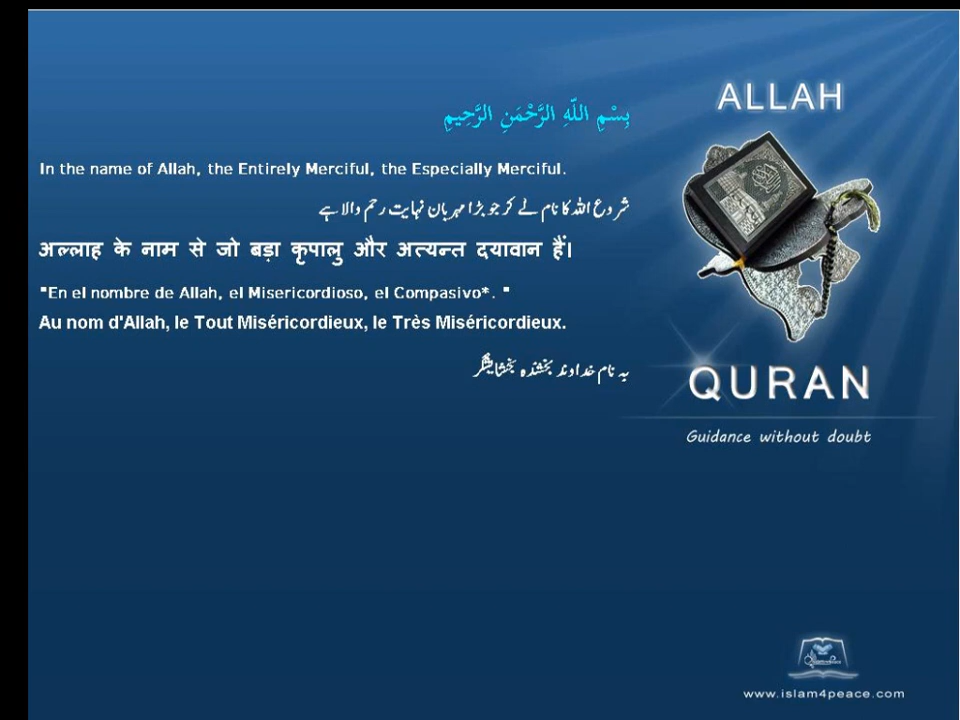 بِسْمِ اللّهِ الرَّحْمَنِ الرَّحِيمِ
In the name of Allah, the Entirely Merciful, the Especially Merciful.
شروع الله کا نام لے کر جو بڑا مہربان نہایت رحم والا ہے
अल्लाह के नाम से जो बड़ा कृपालु और अत्यन्त दयावान हैं।
"En el nombre de Allah, el Misericordioso, el Compasivo*. "
Au nom d'Allah, le Tout Miséricordieux, le Très Miséricordieux.
به نام خداوند بخشنده بخشایشگر
ALLAH
QURAN
Guidance without doubt
www.islam4peace.com